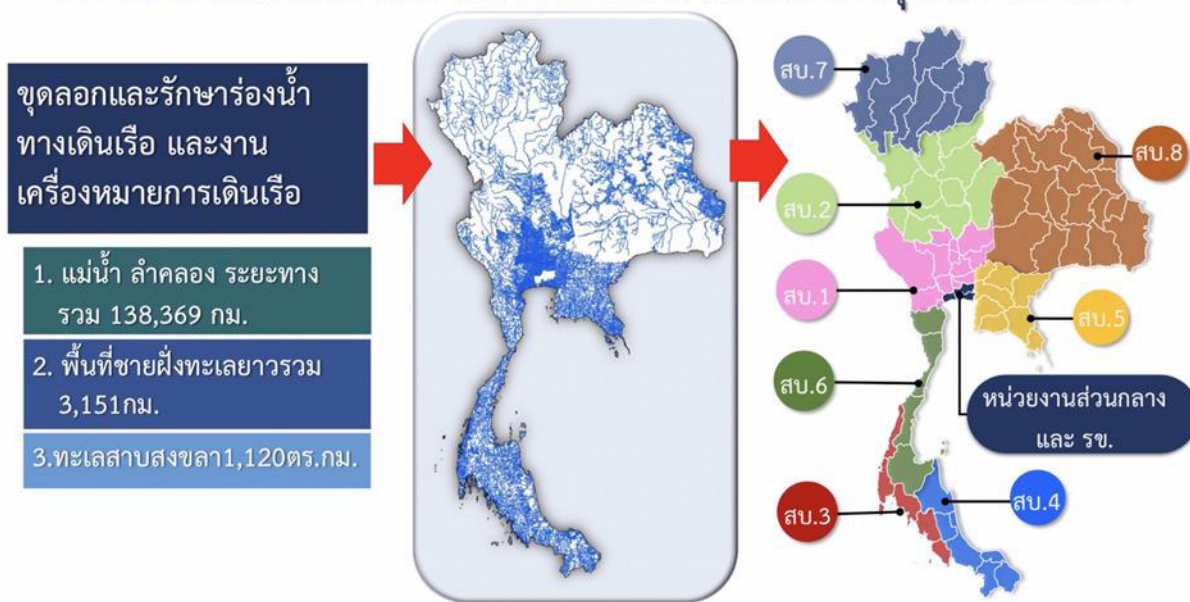 ขุดลอกและรักษาร่องน้ำ
ทางเดินเรือ และงาน
เครื่องหมายการเดินเรือ
1. แม่น้ำ ลำคลอง ระยะทาง
รวม 138,369 กม.
2. พื้นที่ชายฝั่งทะเลยาวรวม
3,151กม.
3.ทะเลสาบสงขลา1,120ตร.กม.
สบ.7
สบ.8
สบ.2
สบ.1
สบ.5
สบ.6
หน่วยงานส่วนกลาง
และ รข.
สบ.3
สบ.4